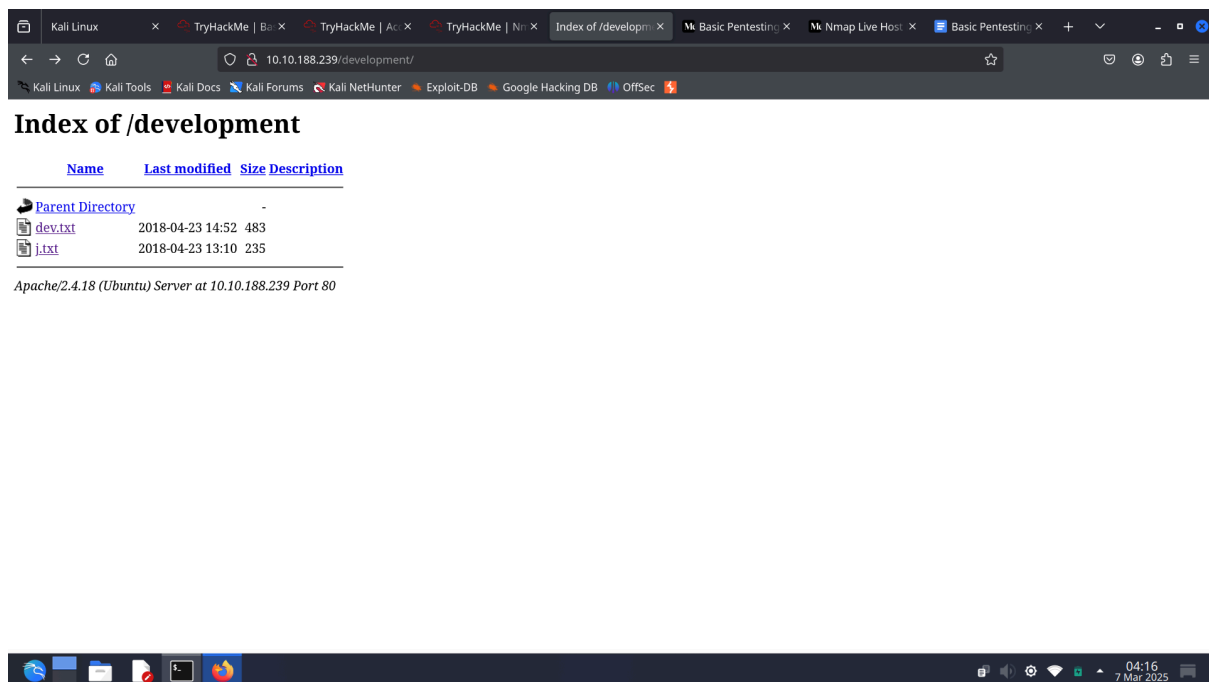 Kali Linux
TryHackMe | Bas
TryHackMe | Acc
TryHackMe | Nm
Index of /developme
Basic Pentesting
Nmap Live Host
Basic Pentesting
10.10.188.239/development/
Kali Linux Kali Tools Kali Docs Kali Forums Kali NetHunter Exploit-DB Google Hacking DB OffSec
Index of /development
Name Last modified Size Description
Parent Directory -
dev.txt 2018-04-23 14:52 483
j.txt 2018-04-23 13:10 235
Apache/2.4.18 (Ubuntu) Server at 10.10.188.239 Port 80
04:16
7 Mar 2025